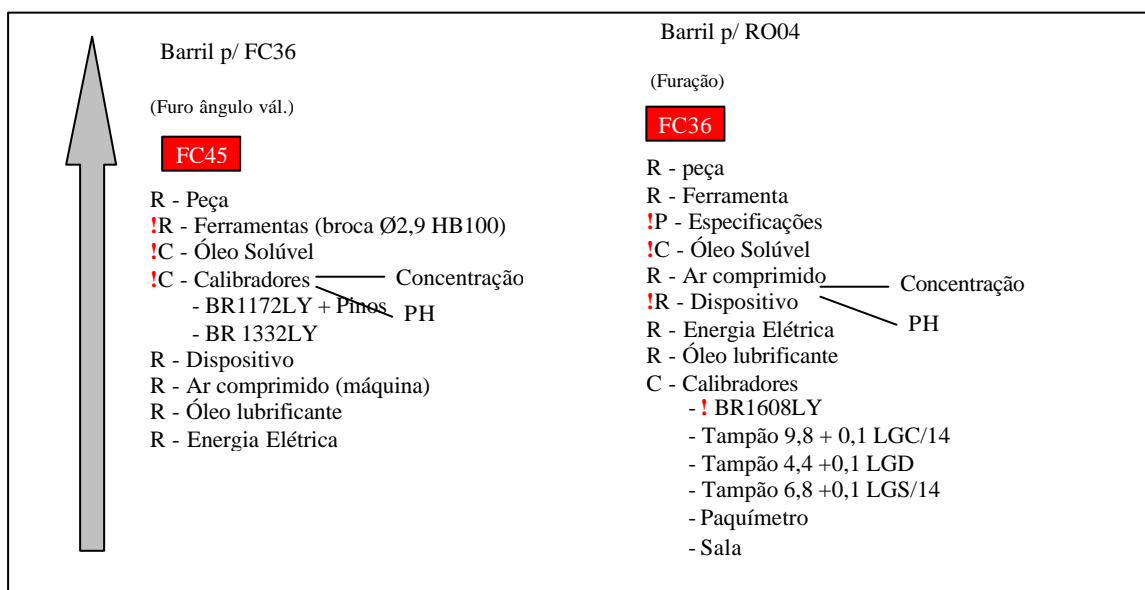 Barril p/ FC36
(Furo ângulo vál.)
FC45
R - Peça
!R - Ferramentas (broca Ø2,9 HB100)
!C - Óleo Solúvel
!C - Calibradores
Concentração
PH
- BR1172LY + Pinos
- BR 1332LY
R - Dispositivo
R - Ar comprimido (máquina)
R - Óleo lubrificante
R - Energia Elétrica
Barril p/ RO04
(Furação)
FC36
R - peça
R - Ferramenta
!P - Especificações
!C - Óleo Solúvel
R - Ar comprimido
Concentração
!R - Dispositivo
PH
R - Energia Elétrica
R - Óleo lubrificante
C - Calibradores
- ! BR1608LY
- Tampão 9,8 + 0,1 LGC/14
- Tampão 4,4 +0,1 LGD
- Tampão 6,8 +0,1 LGS/14
- Paquímetro
- Sala